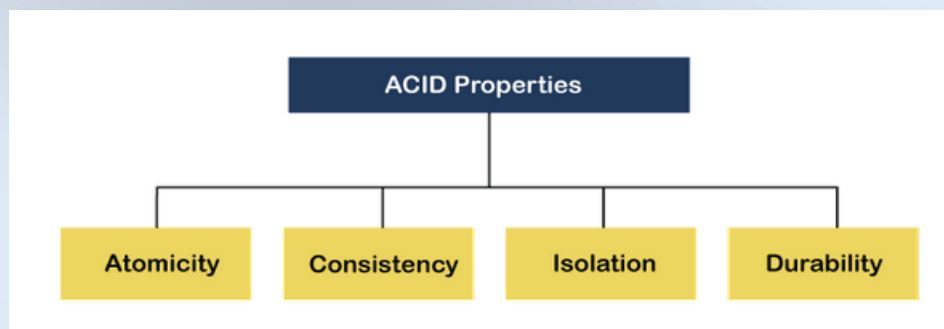 ACID Properties
Atomicity
Consistency
Isolation
Durability